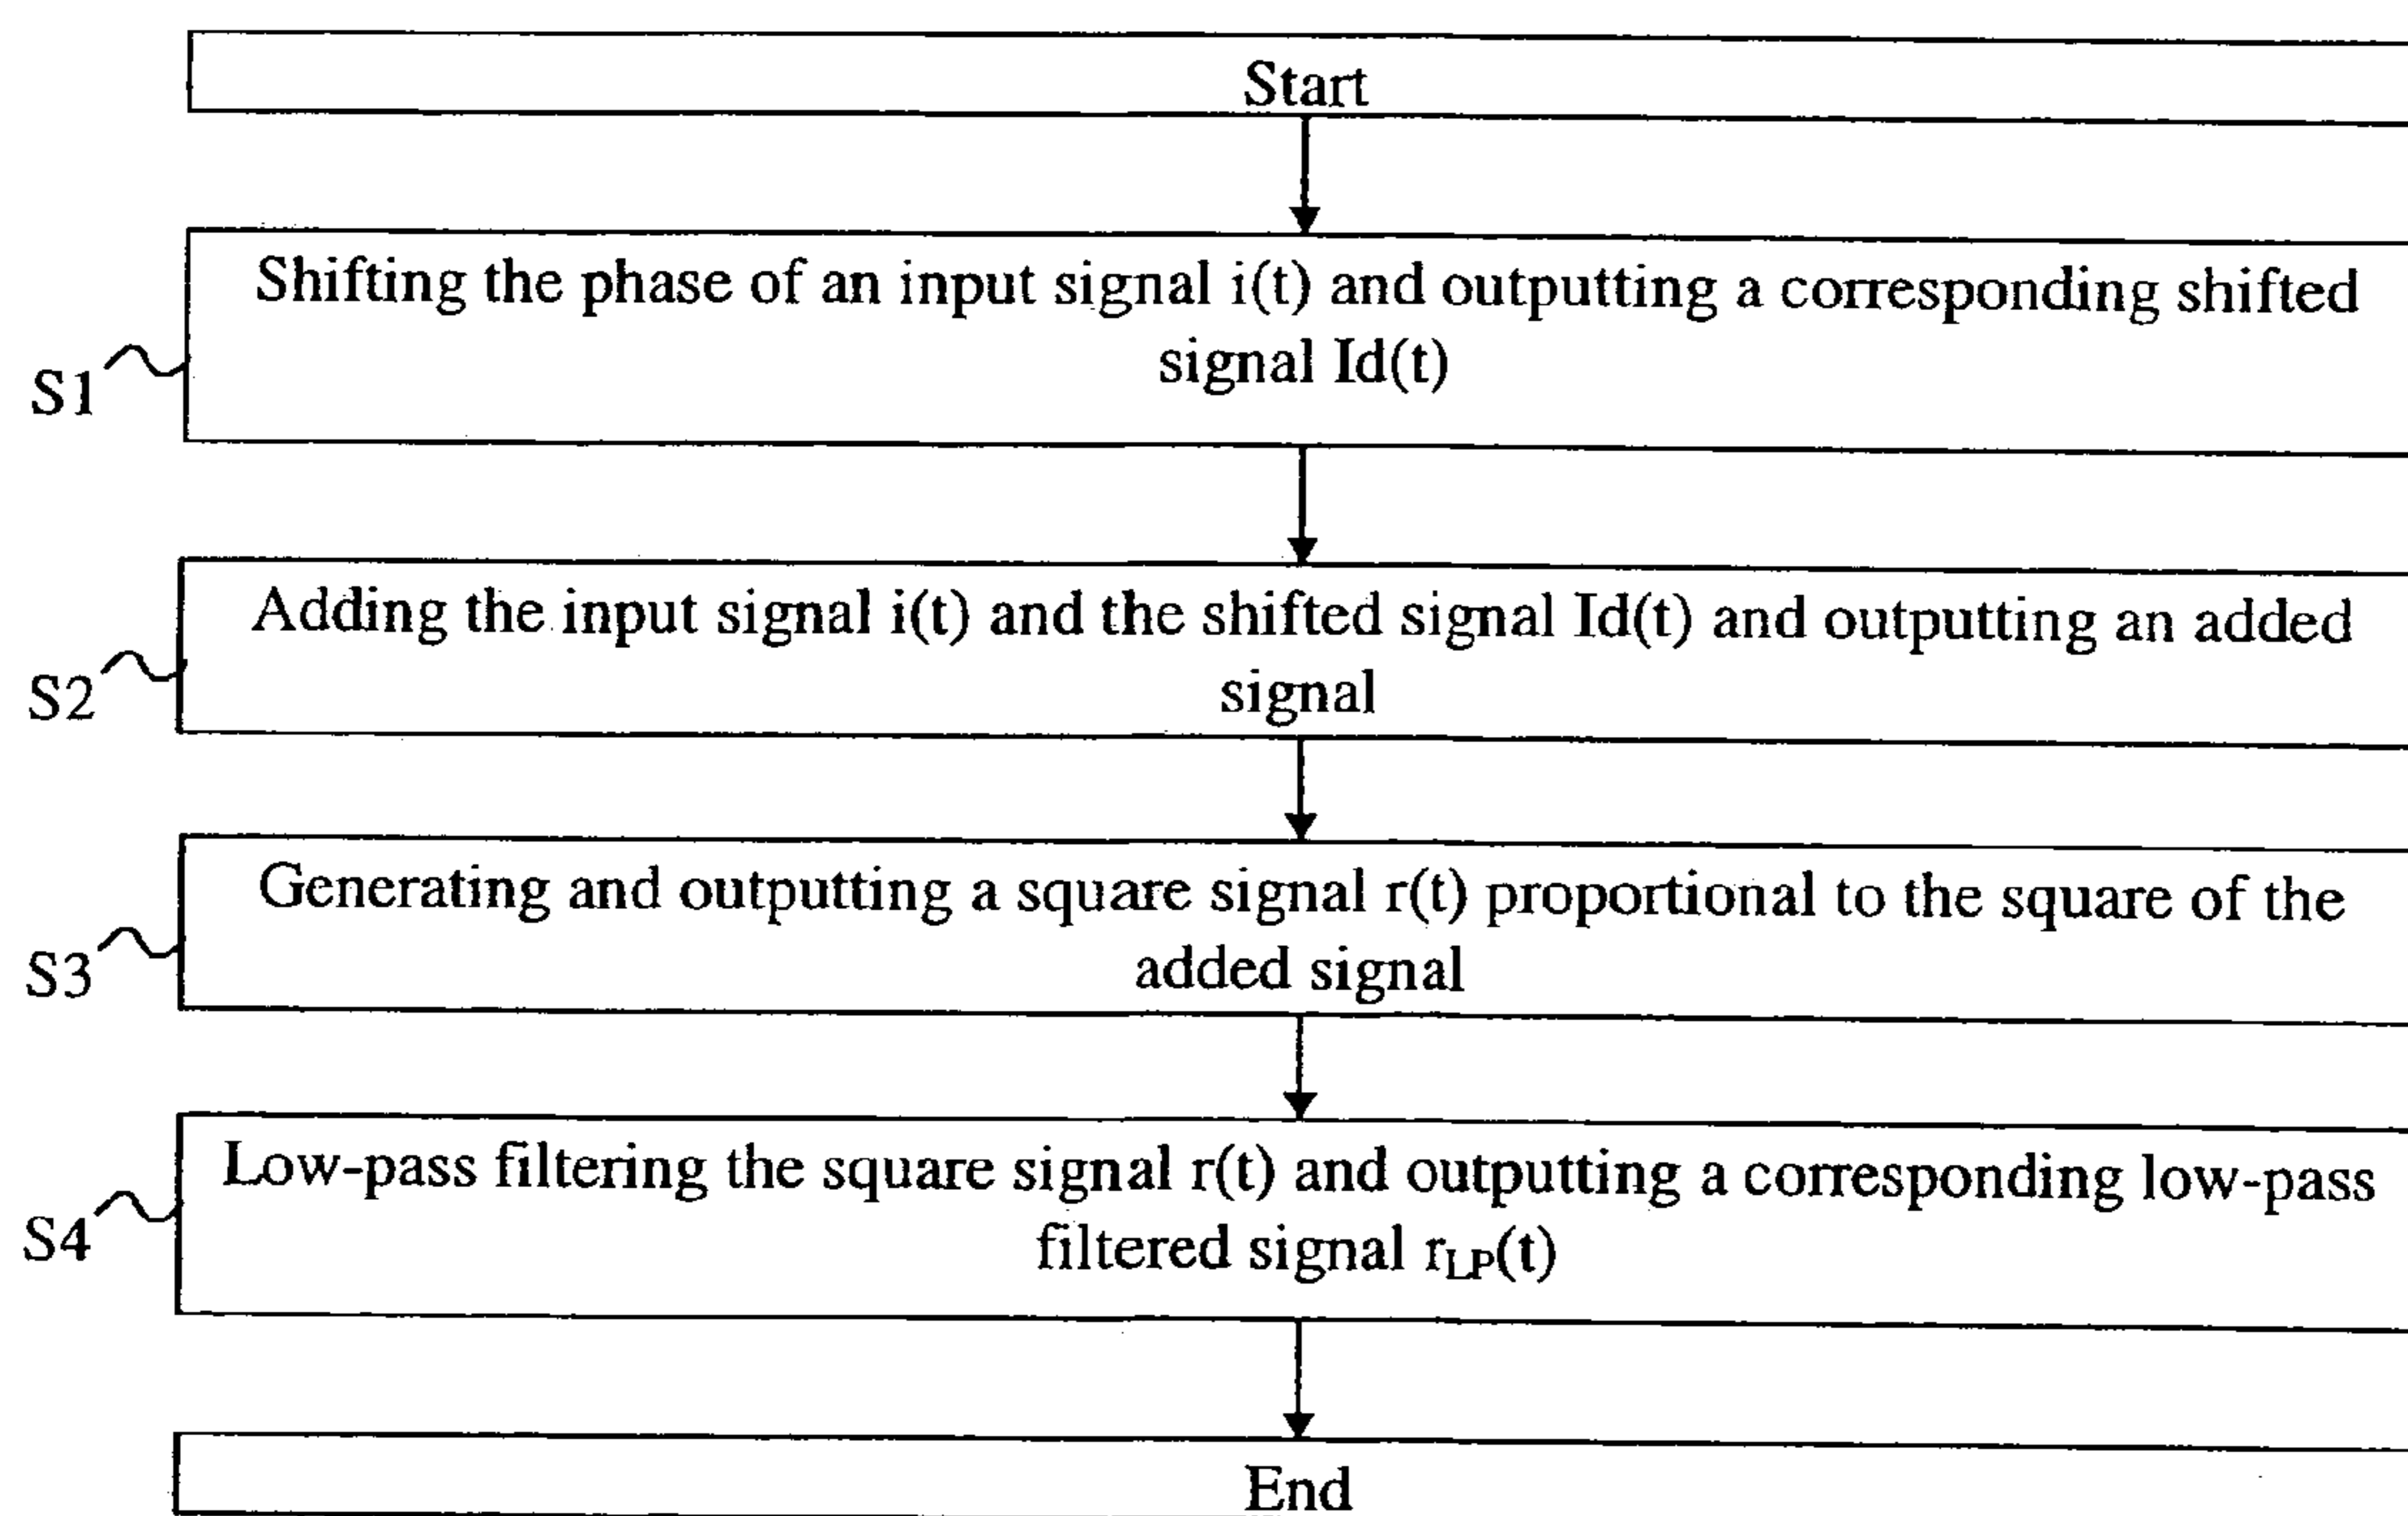 Start
Shifting the phase of an input signal i(t) and outputting a corresponding shifted
signal Id(t)
S1
Adding the input signal i(t) and the shifted signal Id(t) and outputting an added
signal
S2
Generating and outputting a square signal r(t) proportional to the square of the
added signal
S3
Low-pass filtering the square signal r(t) and outputting a corresponding low-pass
filtered signal rLP(t)
S4
End